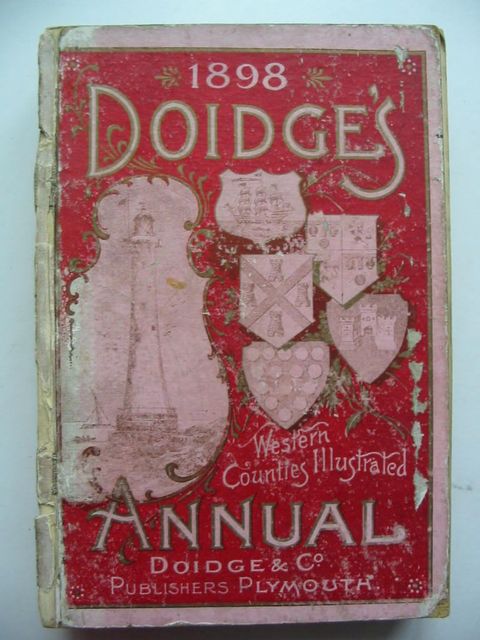 1898
DOIDGE'S
Western
Counties Illustrated
ANNUAL
DOIDGE & Co
PUBLISHERS PLYMOUTH